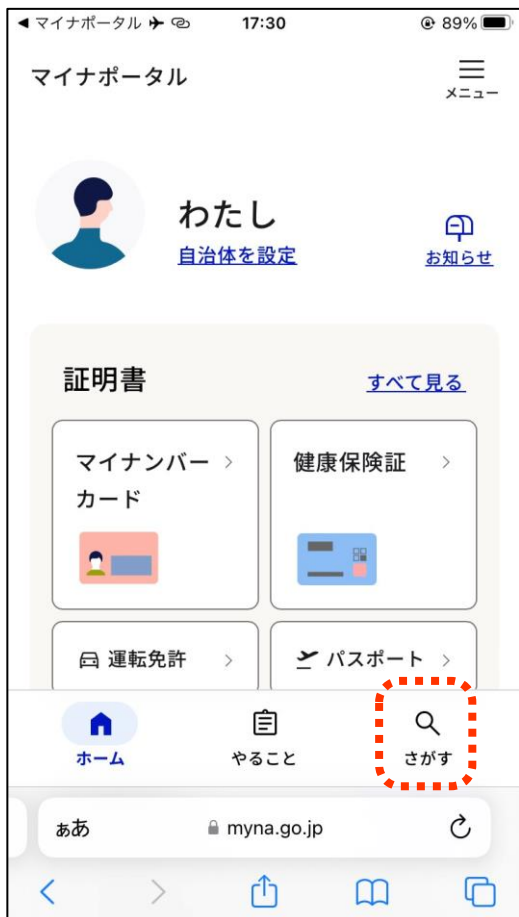 ◀ マイナポータル 17:30 89%
マイナポータル
メニュー
わたし
自治体を設定
お知らせ
証明書
すべて見る
マイナンバー
カード
健康保険証
運転免許
パスポート
ホーム
やること
さがす
ぁあ myna.go.jp